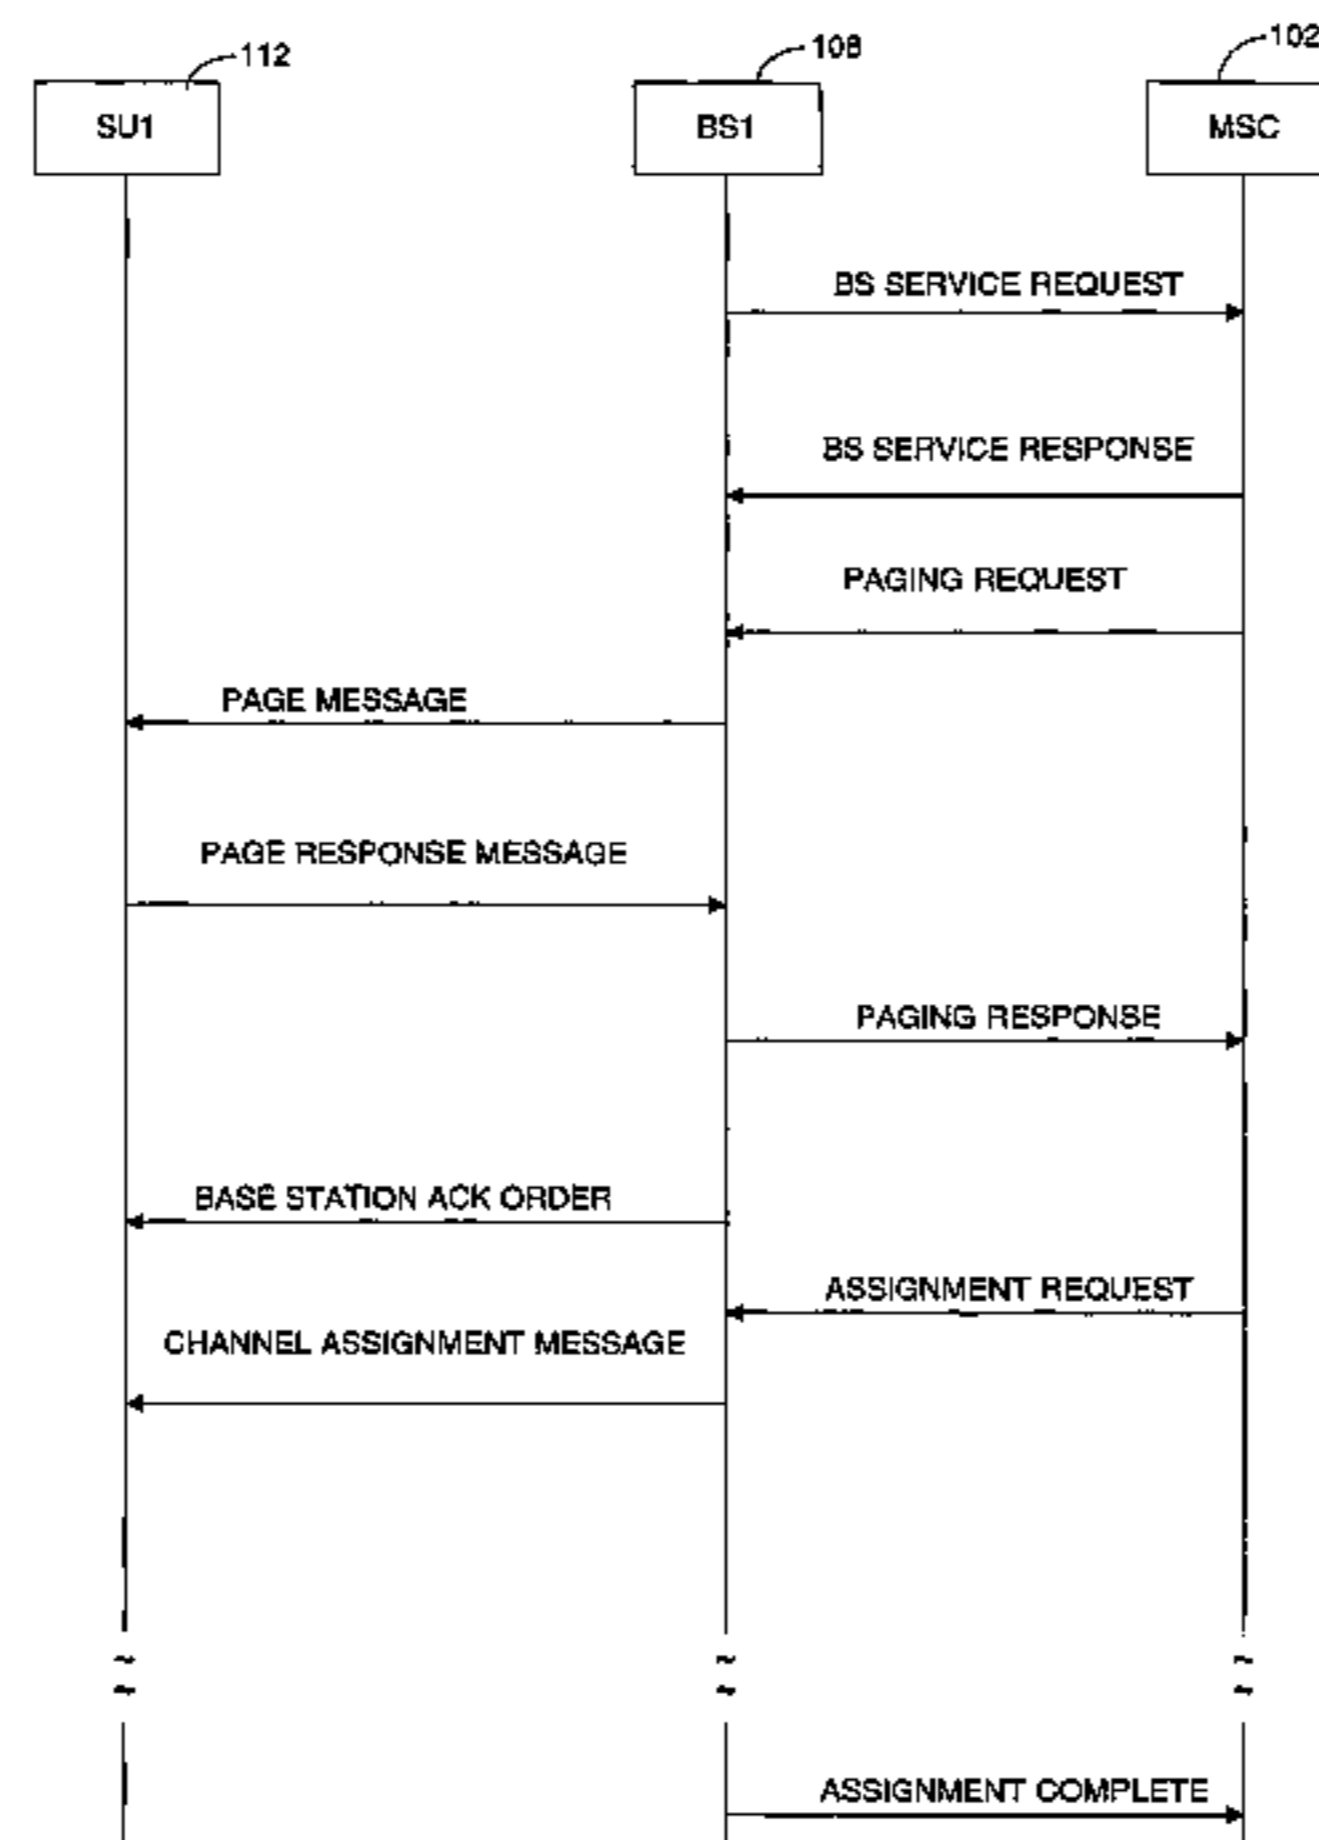 112
108
102
SU1
BS1
MSC
BS SERVICE REQUEST
BS SERVICE RESPONSE
PAGING REQUEST
PAGE MESSAGE
PAGE RESPONSE MESSAGE
PAGING RESPONSE
BASE STATION ACK ORDER
ASSIGNMENT REQUEST
CHANNEL ASSIGNMENT MESSAGE
ASSIGNMENT COMPLETE